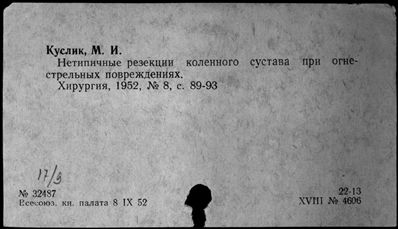 Куслик, М. И.
Нетипичные резекции коленного сустава при огне-
стрельных повреждениях.
Хирургия, 1952, № 8, с. 89-93
17/9
№ 32487
Всесоюз. кн. палата 8 IX 52
22-13
XVIII № 4606